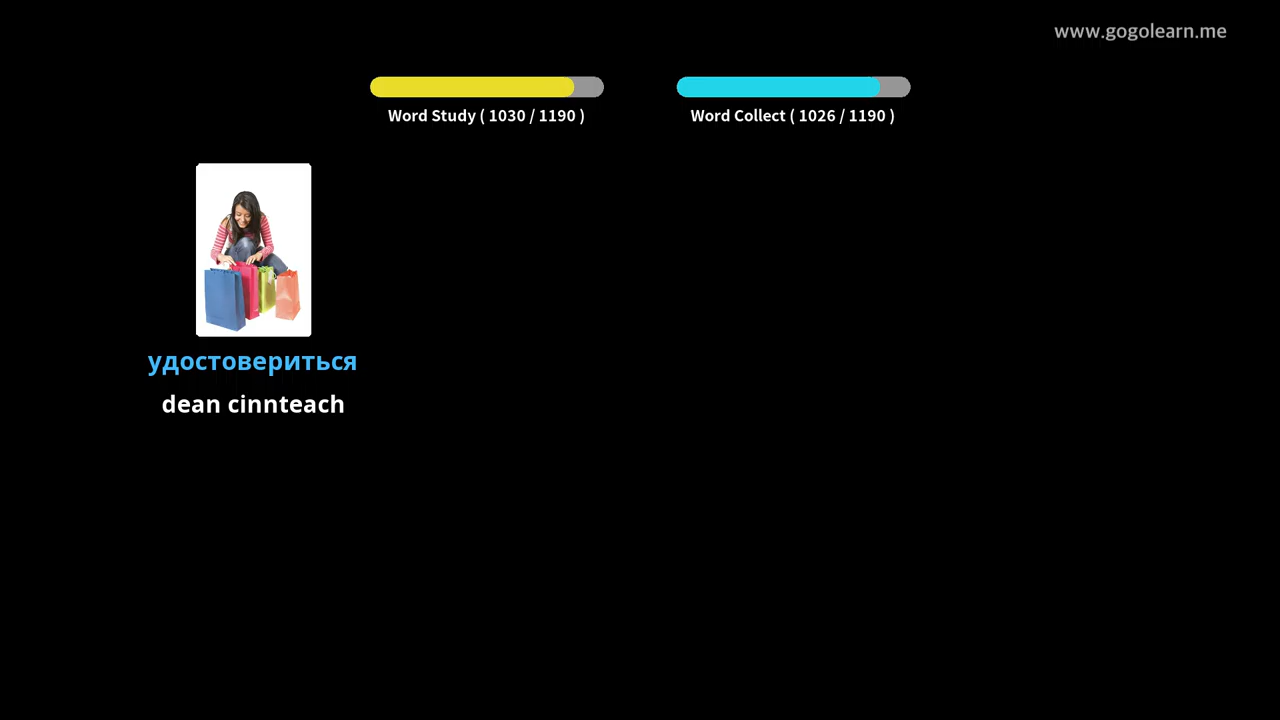 www.gogolearn.me
Word Study ( 1030 / 1190 )
Word Collect ( 1026 / 1190 )
удостовериться
dean cinnteach